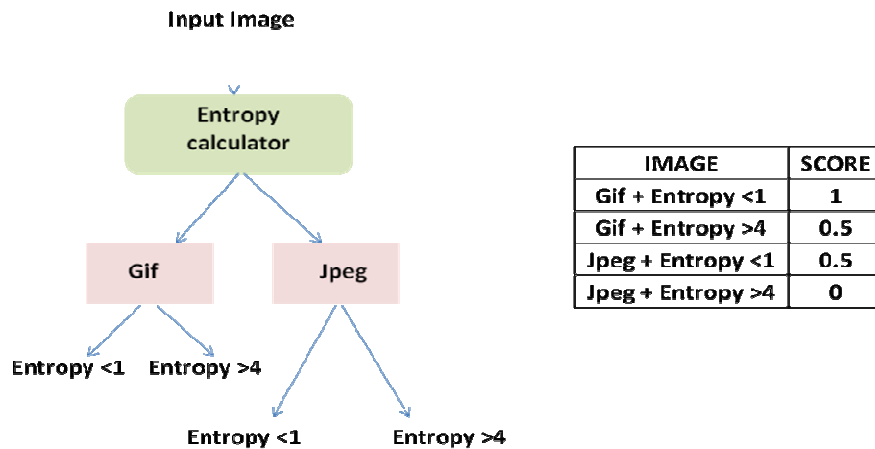 Input Image
Entropy
calculator
Gif
Jpeg
Entropy <1
Entropy >4
Entropy <1
Entropy >4
IMAGE SCORE
Gif + Entropy <1 1
Gif + Entropy >4 0.5
Jpeg + Entropy <1 0.5
Jpeg + Entropy >4 0